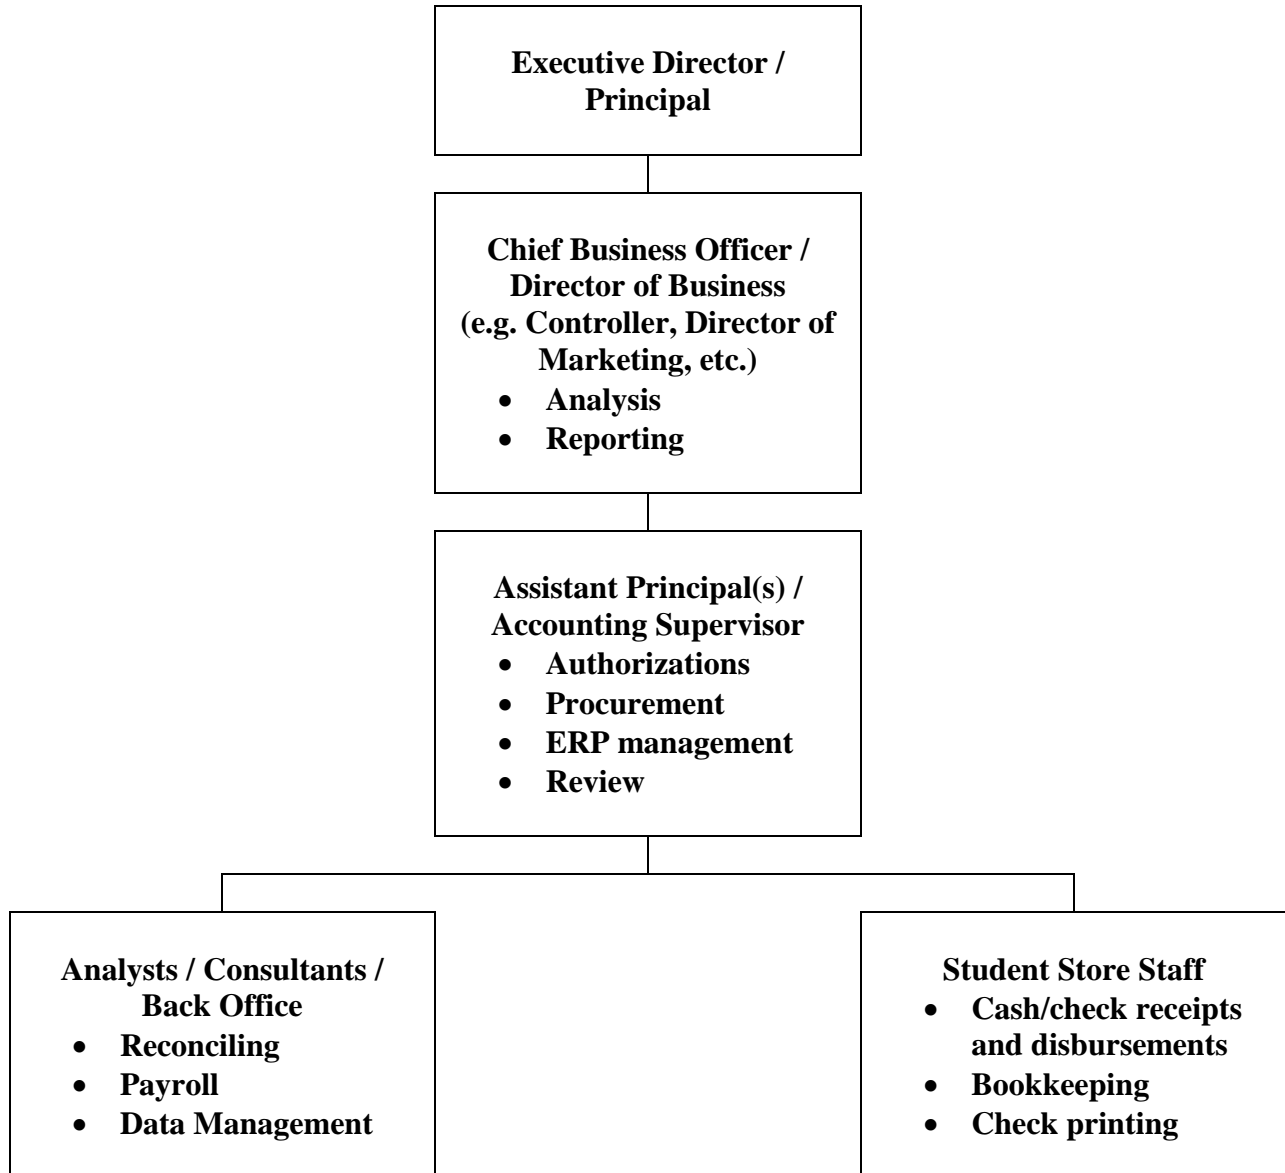 Executive Director /
Principal
Chief Business Officer /
Director of Business
(e.g. Controller, Director of
Marketing, etc.)
• Analysis
• Reporting
Assistant Principal(s) /
Accounting Supervisor
• Authorizations
• Procurement
• ERP management
• Review
Analysts / Consultants /
Back Office
• Reconciling
• Payroll
• Data Management
Student Store Staff
• Cash/check receipts
and disbursements
• Bookkeeping
• Check printing